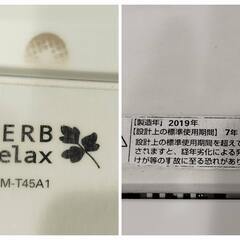 ERB
elax
M-T45A1
【製造年】 2019年
【設計上の標準使用期間】 7年
設計上の標準使用期間を超えて
されますと、経年劣化による発
けが等の事故に至る恐れがあり